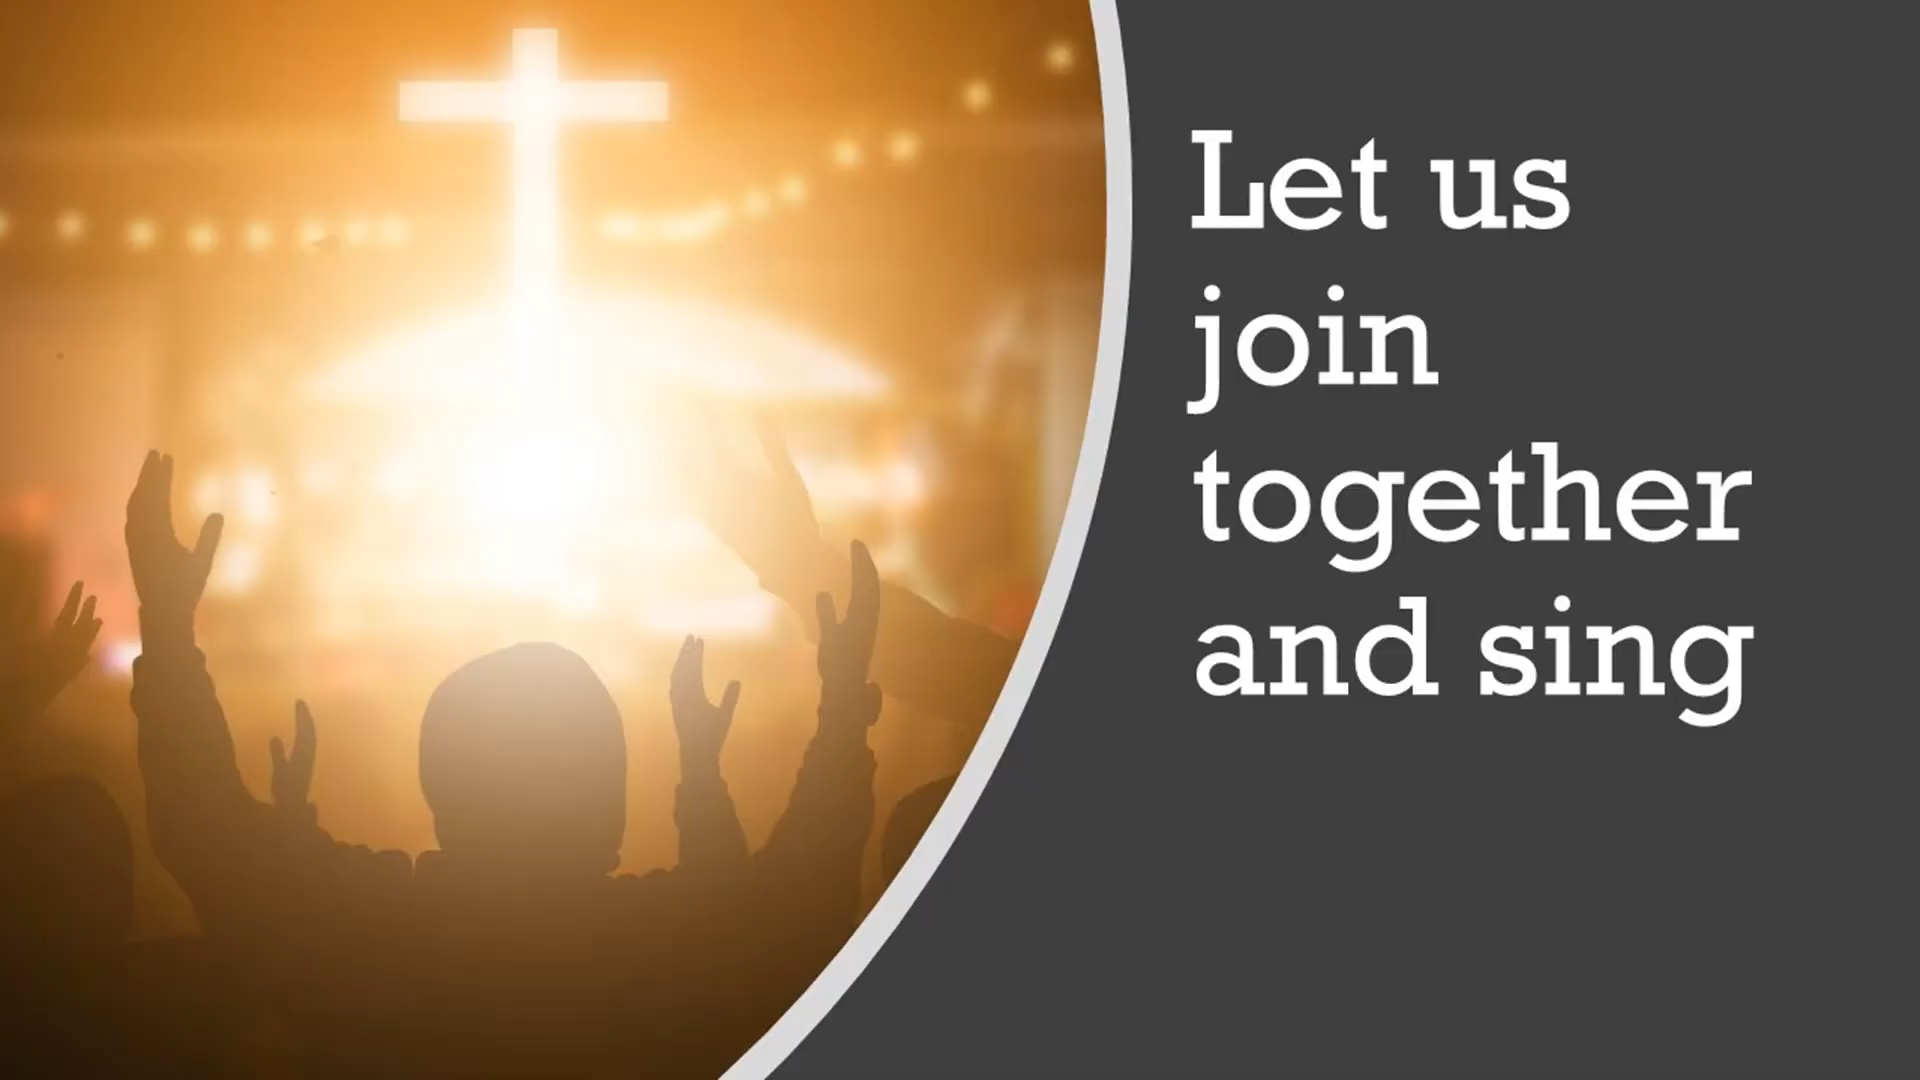 Let us
join
together
and sing